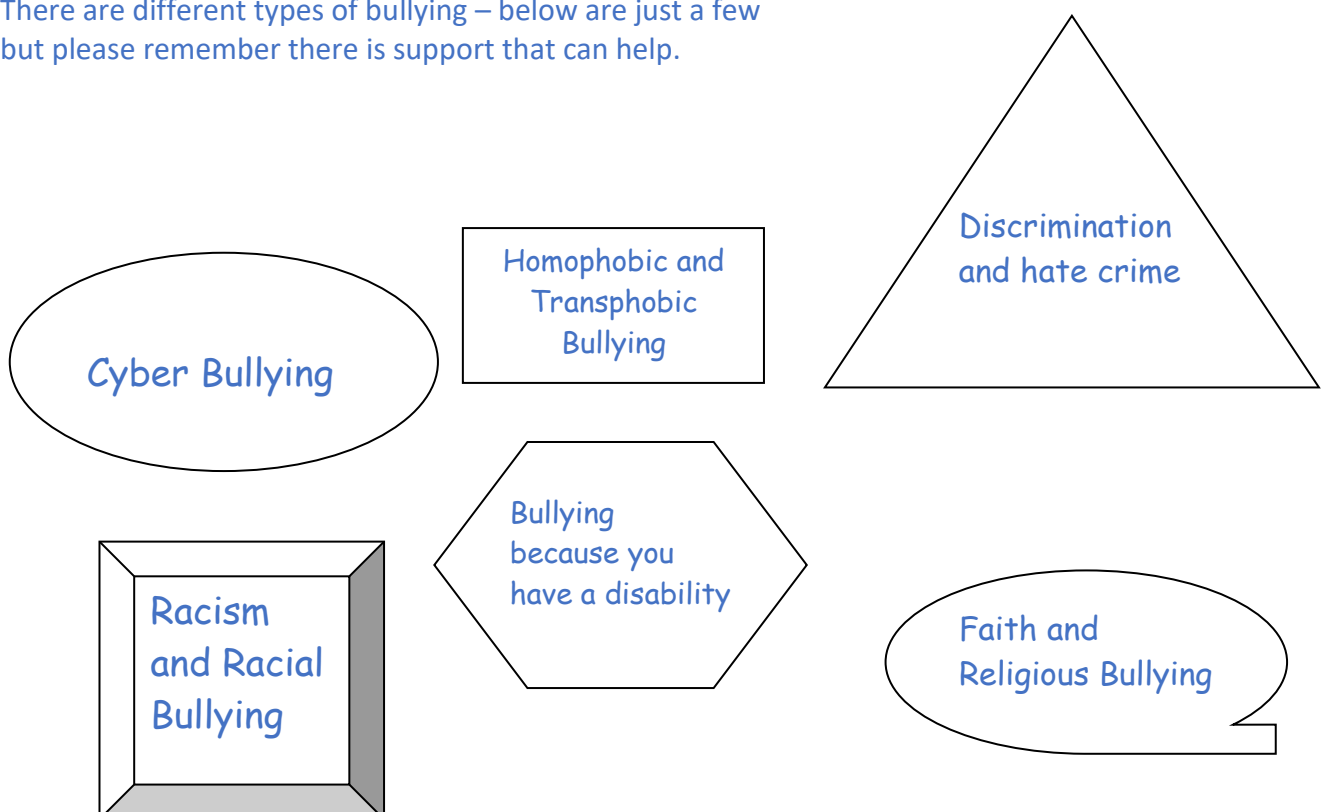 There are different types of bullying – below are just a few
but please remember there is support that can help.
Discrimination
and hate crime
Homophobic and
Transphobic
Bullying
Cyber Bullying
Bullying
because you
have a disability
Racism
and Racial
Bullying
Faith and
Religious Bullying